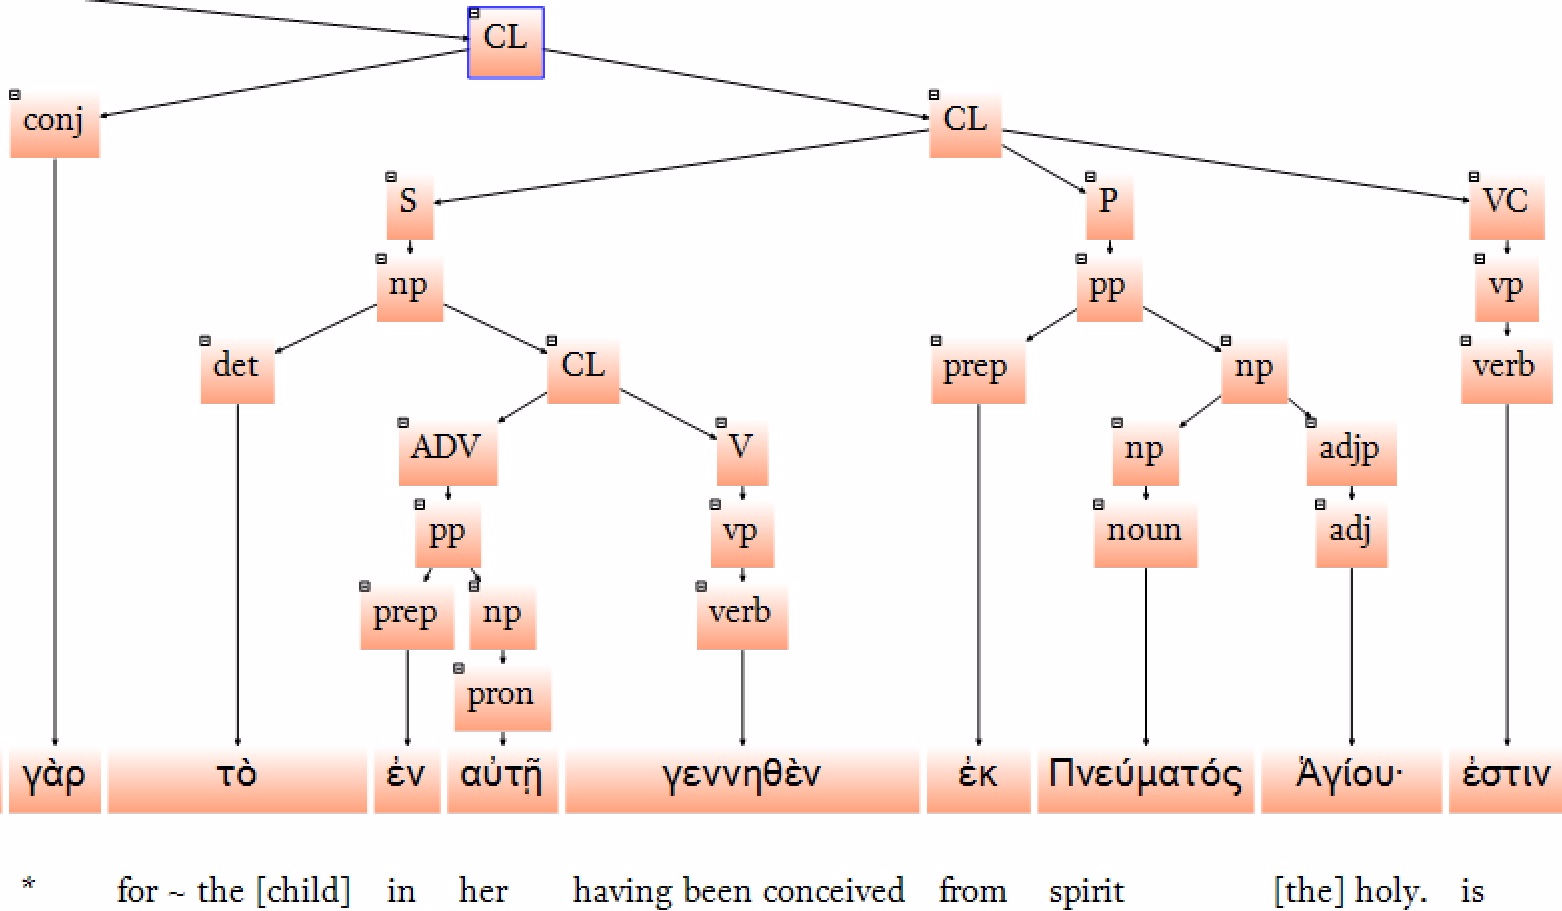 CL
conj CL
S P VC
np pp vp
det CL prep np verb
ADV V np adjp
pp vp noun adj
prep np verb
pron
γὰρ τὸ ἐν αὐτῇ γεννηθὲν ἐκ Πνεύματός Ἁγίου· ἐστιν
* for ~ the [child] in her having been conceived from spirit [the] holy. is